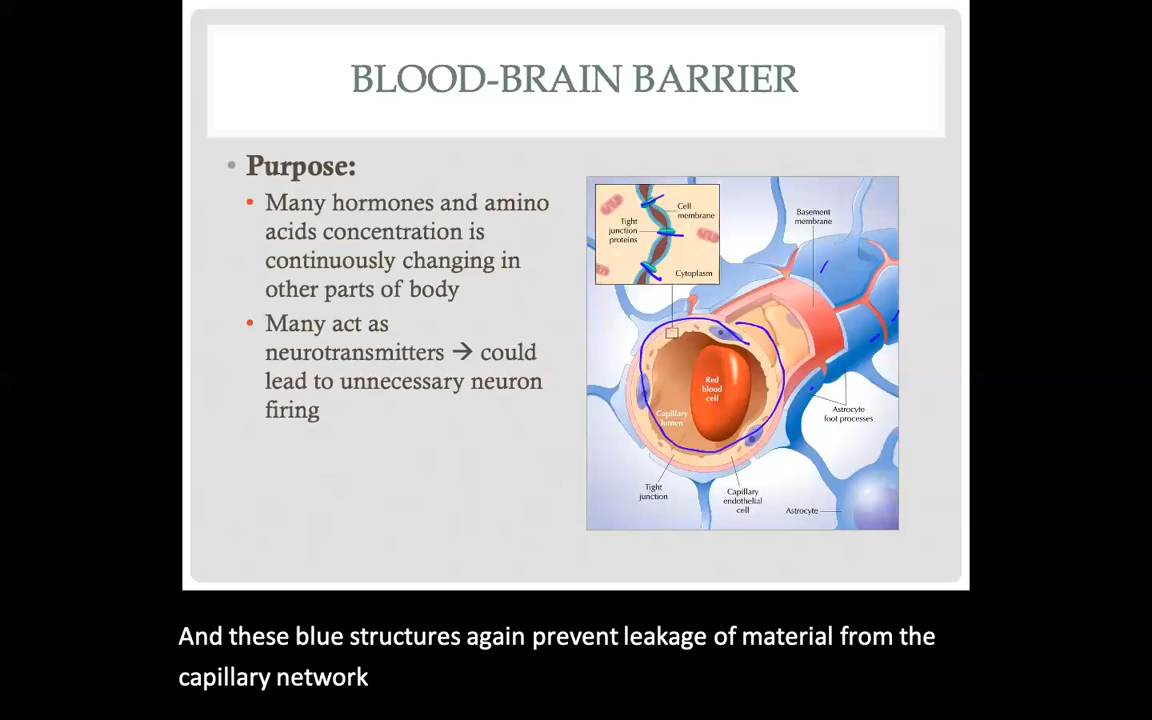 BLOOD-BRAIN BARRIER
• Purpose:
• Many hormones and amino
acids concentration is
continuously changing in
other parts of body
• Many act as
neurotransmitters → could
lead to unnecessary neuron
firing
Cell
membrane
Tight
junction
proteins
Cytoplasm
Basement
membrane
Red
blood
cell
Capillary
lumen
Astrocyte
foot processes
Tight
junction
Capillary
endothelial
cell
Astrocyte
And these blue structures again prevent leakage of material from the
capillary network